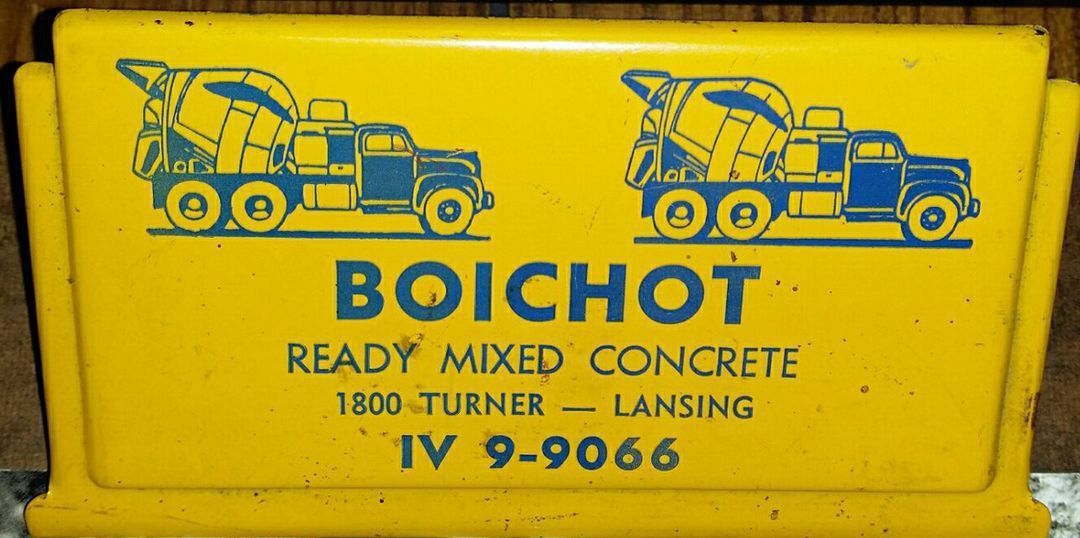 BOICHOT
READY MIXED CONCRETE
1800 TURNER — LANSING
IV 9-9066